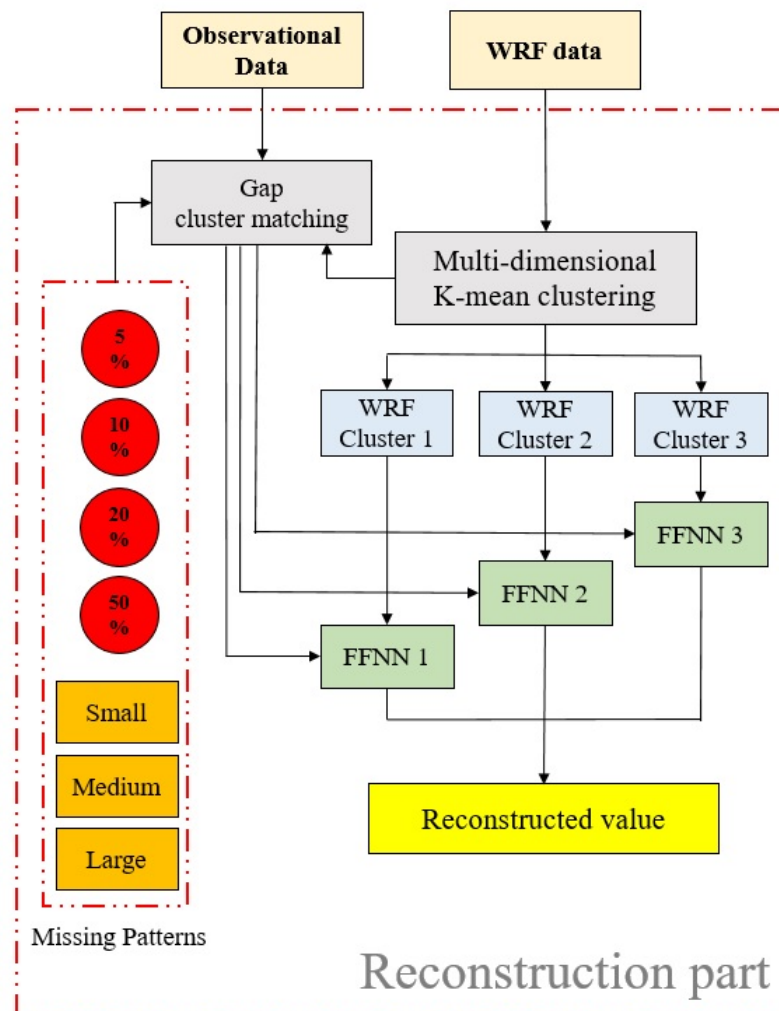 Observational
Data
WRF data
Gap
cluster matching
Multi-dimensional
K-mean clustering
5
%
10
%
20
%
50
%
WRF
Cluster 1
WRF
Cluster 2
WRF
Cluster 3
FFNN 3
FFNN 2
FFNN 1
Small
Medium
Large
Reconstructed value
Missing Patterns
Reconstruction part